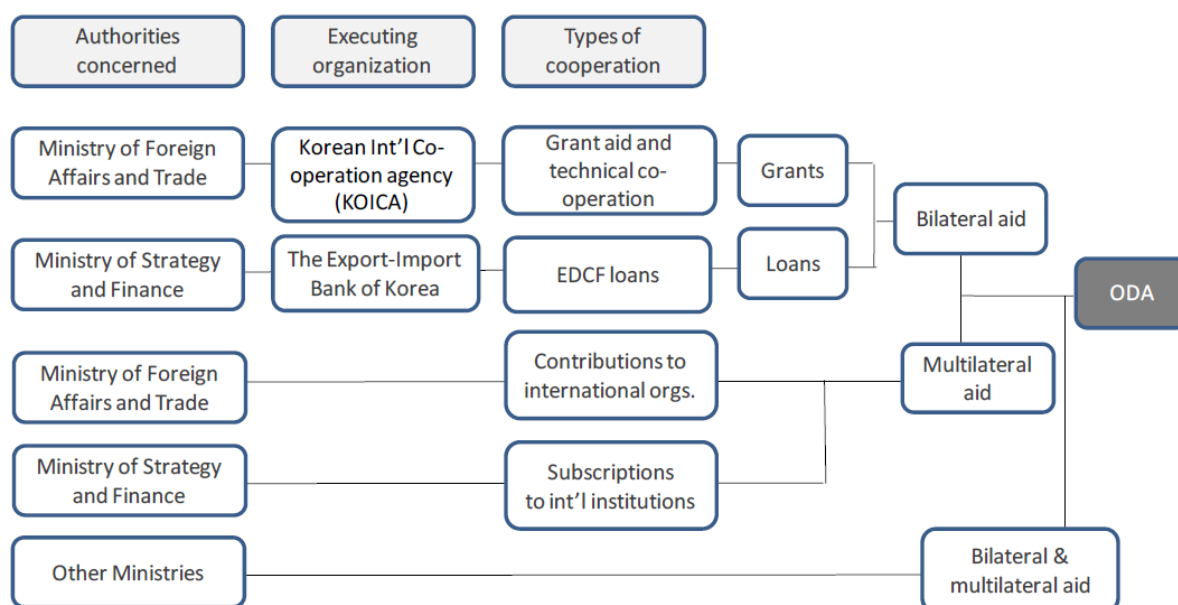 Authorities
concerned
Executing
organization
Types of
cooperation
Ministry of Foreign
Affairs and Trade
Korean Int'l Co-
operation agency
(KOICA)
Grant aid and
technical co-
operation
Grants
Bilateral aid
Ministry of Strategy
and Finance
The Export-Import
Bank of Korea
EDCF loans
Loans
ODA
Ministry of Foreign
Affairs and Trade
Contributions to
international orgs.
Multilateral
aid
Ministry of Strategy
and Finance
Subscriptions
to int'l institutions
Other Ministries
Bilateral &
multilateral aid